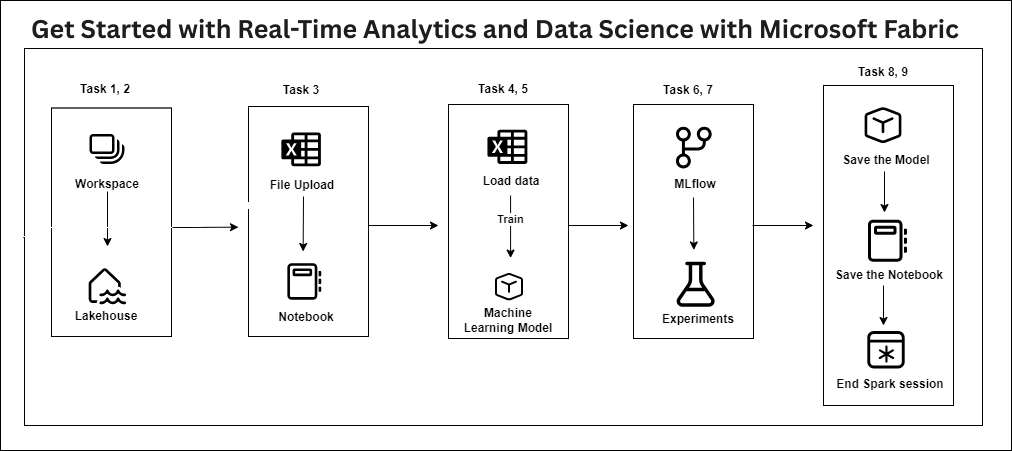 Get Started with Real-Time Analytics and Data Science with Microsoft Fabric
Task 1, 2
Workspace
Lakehouse
Task 3
File Upload
Notebook
Task 4, 5
Load data
Train
Machine
Learning Model
Task 6, 7
MLflow
Experiments
Task 8, 9
Save the Model
Save the Notebook
End Spark session